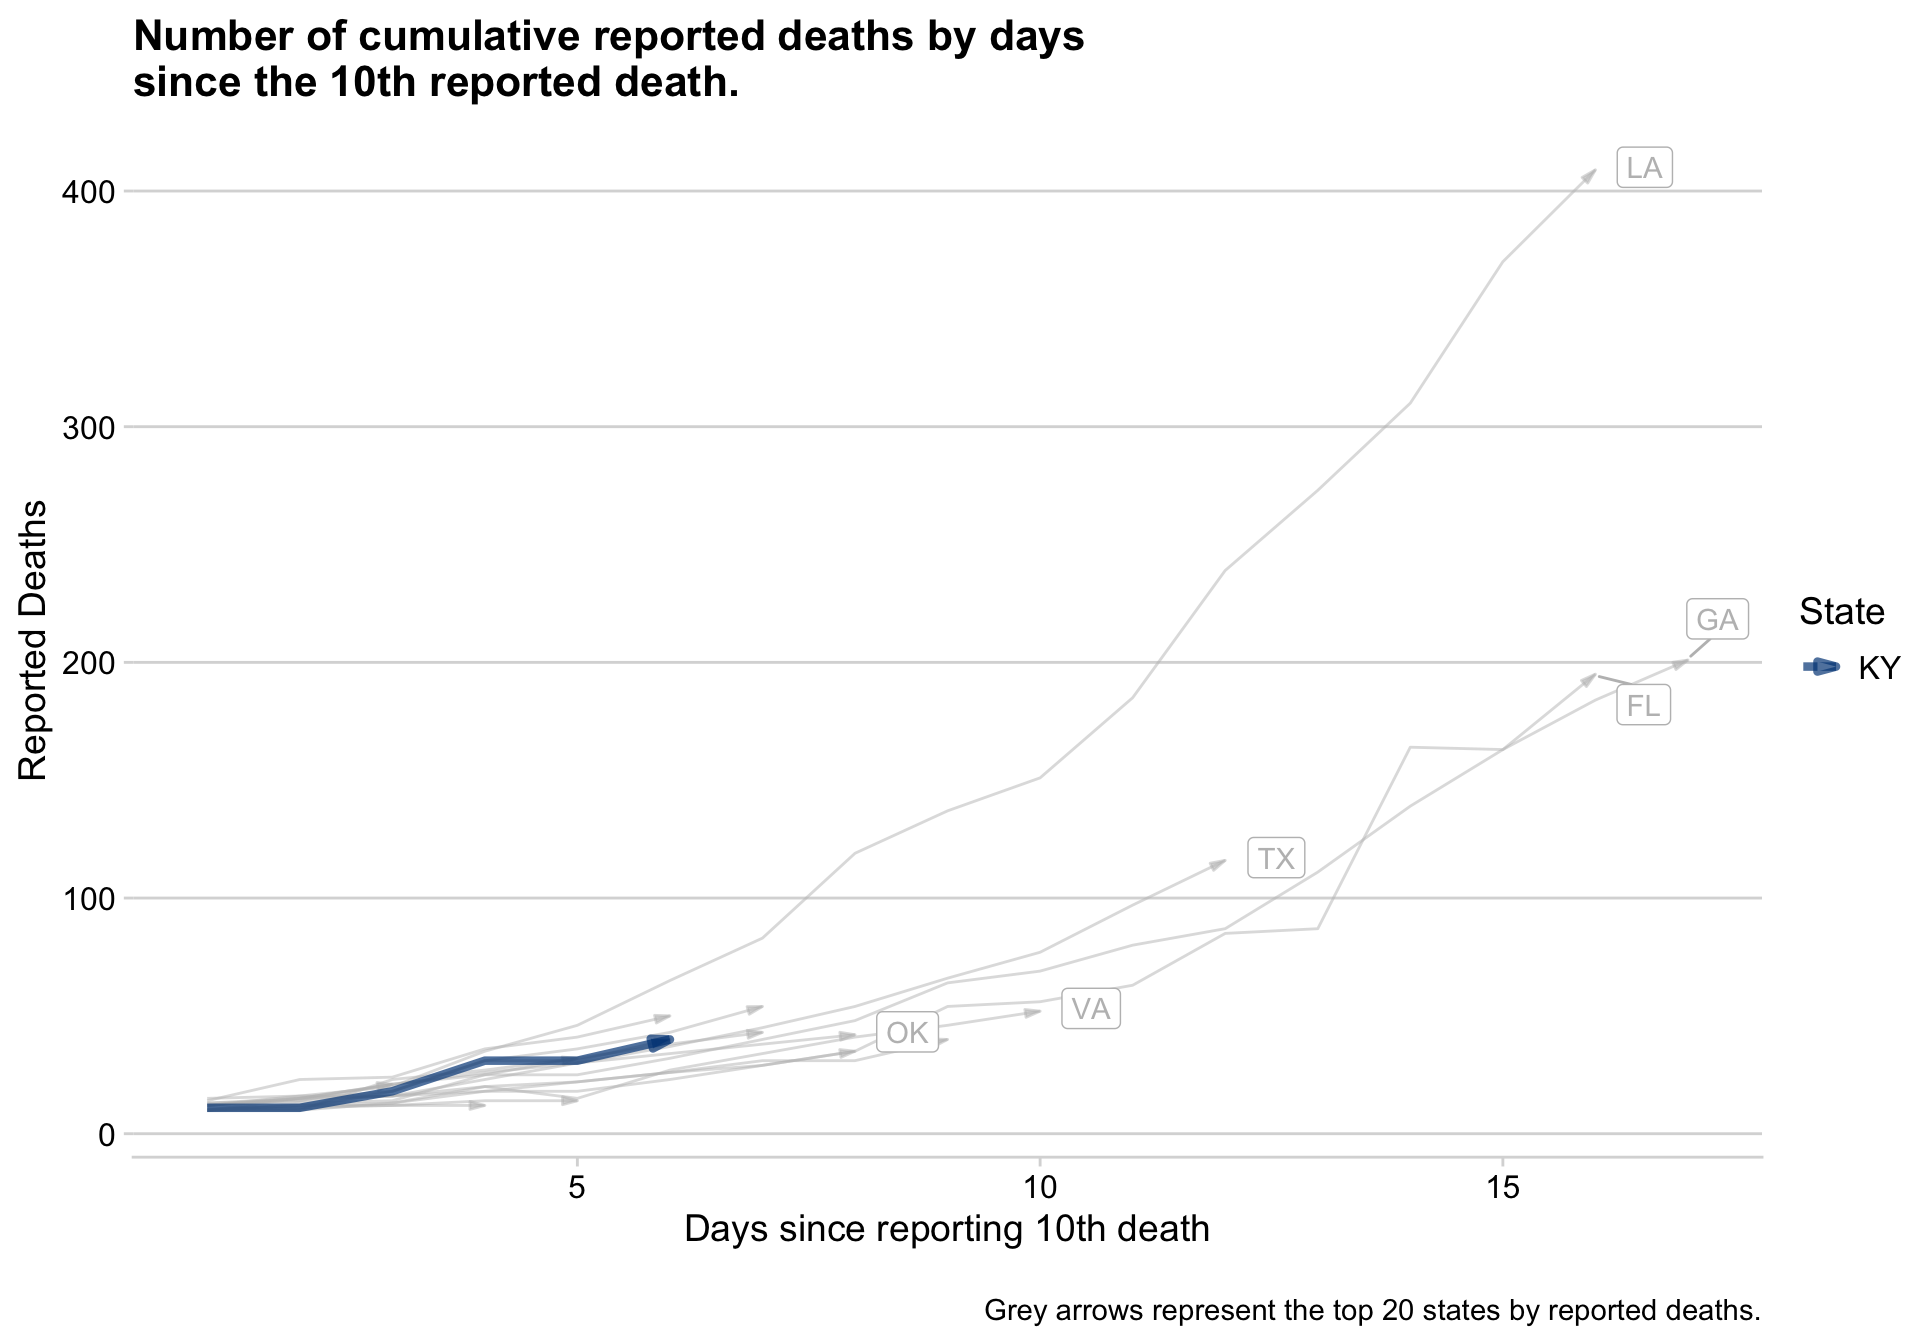 Number of cumulative reported deaths by days
since the 10th reported death.
LA
400
300
GA
State
200
KY
FL
Reported Deaths
TX
100
VA
OK
0
5
10
15
Days since reporting 10th death
Grey arrows represent the top 20 states by reported deaths.